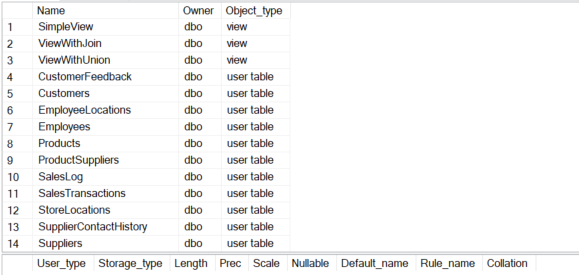 Name Owner Object_type
1 SimpleView dbo view
2 ViewWithJoin dbo view
3 ViewWithUnion dbo view
4 CustomerFeedback dbo user table
5 Customers dbo user table
6 EmployeeLocations dbo user table
7 Employees dbo user table
8 Products dbo user table
9 ProductSuppliers dbo user table
10 SalesLog dbo user table
11 SalesTransactions dbo user table
12 StoreLocations dbo user table
13 SupplierContactHistory dbo user table
14 Suppliers dbo user table
User_type Storage_type Length Prec Scale Nullable Default_name Rule_name Collation